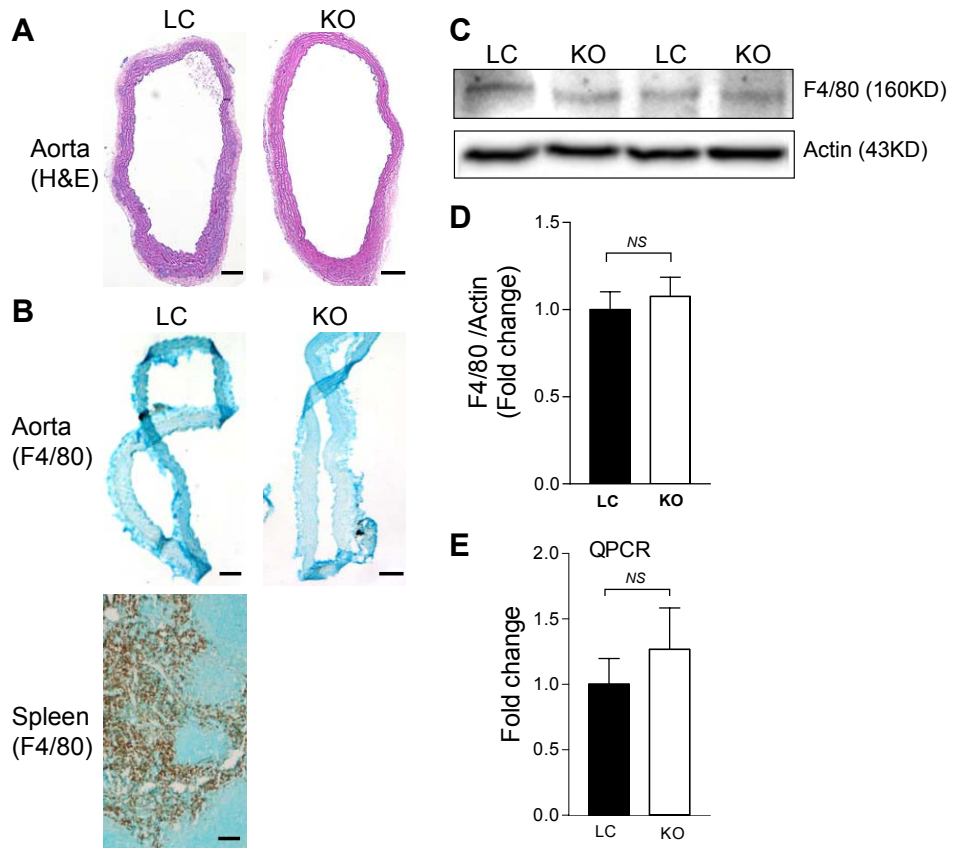 A
LC
KO
Aorta
(H&E)
B
LC
KO
Aorta
(F4/80)
Spleen
(F4/80)
C
LC
KO
LC
KO
F4/80 (160KD)
Actin (43KD)
D
F4/80 /Actin
(Fold change)
1.5
1.0
0.5
0.0
NS
LC
KO
E
QPCR
Fold change
2.0
1.5
1.0
0.5
0.0
NS
LC
KO